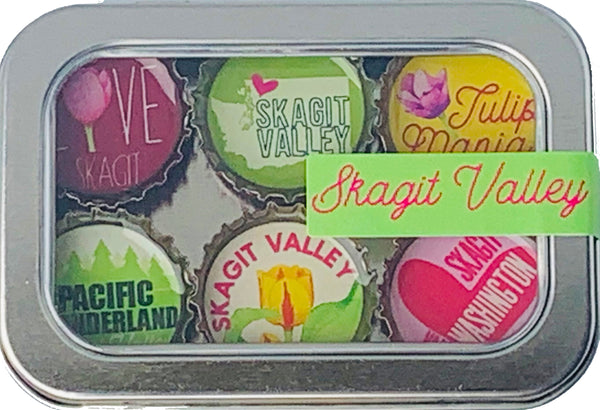 VE
SKAGIT
SKAGIT
VALLEY
Tulip
Mania
Skagit Valley
PACIFIC
NDERLAND
SKAGIT VALLEY
SKAGIT
WASHINGTON